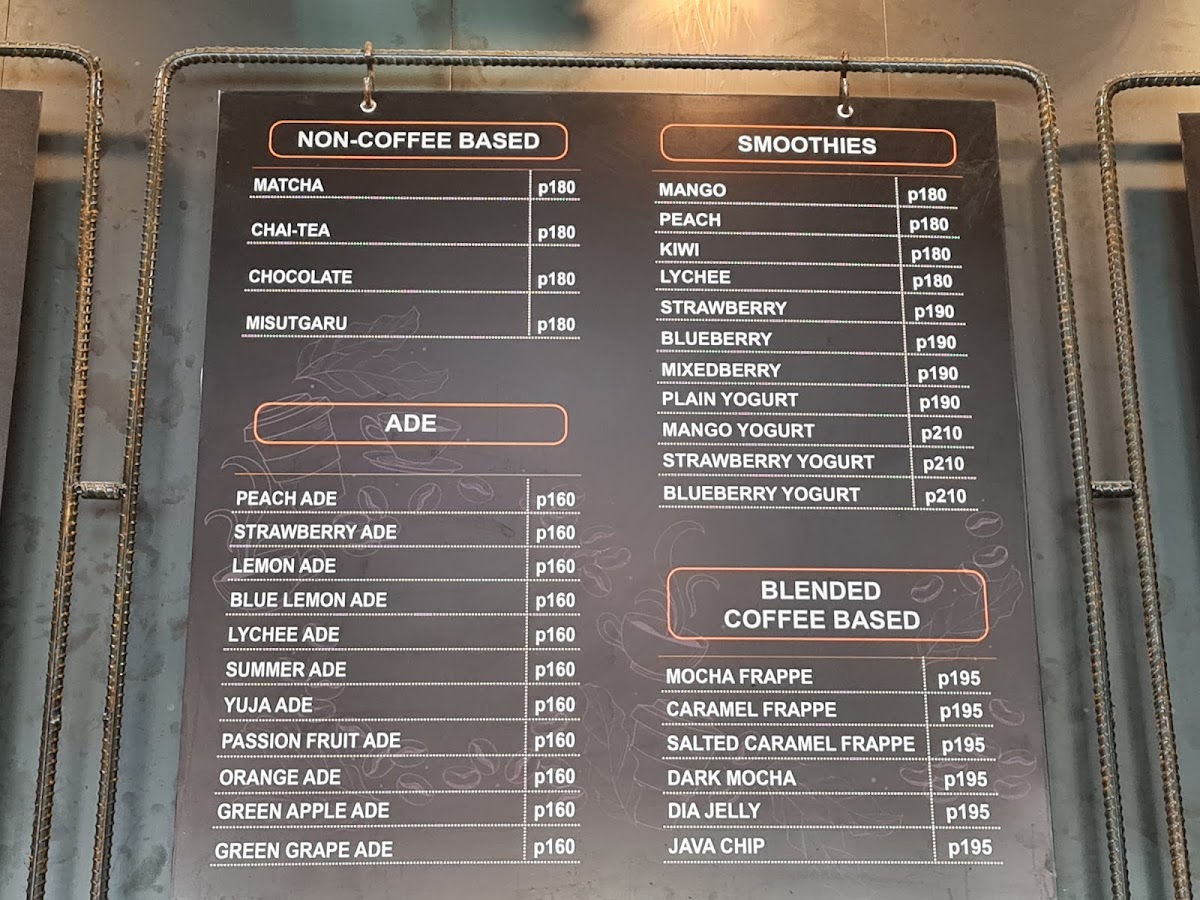 NON-COFFEE BASED
MATCHA p180
CHAI-TEA p180
CHOCOLATE p180
MISUTGARU p180
ADE
PEACH ADE p160
STRAWBERRY ADE p160
LEMON ADE p160
BLUE LEMON ADE p160
LYCHEE ADE p160
SUMMER ADE p160
YUJA ADE p160
PASSION FRUIT ADE p160
ORANGE ADE p160
GREEN APPLE ADE p160
GREEN GRAPE ADE p160
SMOOTHIES
MANGO p180
PEACH p180
KIWI p180
LYCHEE p180
STRAWBERRY p190
BLUEBERRY p190
MIXEDBERRY p190
PLAIN YOGURT p190
MANGO YOGURT p210
STRAWBERRY YOGURT p210
BLUEBERRY YOGURT p210
BLENDED
COFFEE BASED
MOCHA FRAPPE p195
CARAMEL FRAPPE p195
SALTED CARAMEL FRAPPE p195
DARK MOCHA p195
DIA JELLY p195
JAVA CHIP p195